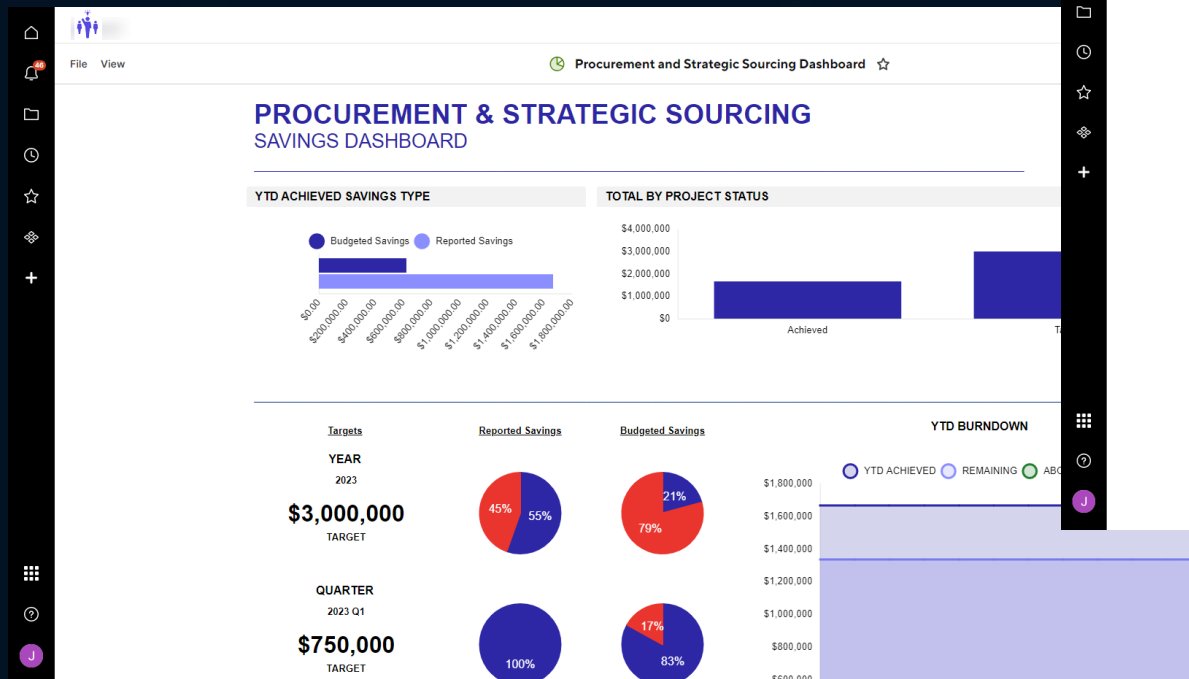 46
File View
Procurement and Strategic Sourcing Dashboard
PROCUREMENT & STRATEGIC SOURCING
SAVINGS DASHBOARD
YTD ACHIEVED SAVINGS TYPE
Budgeted Savings Reported Savings
$0.00 $200,000.00 $400,000.00 $600,000.00 $800,000.00 $1,000,000.00 $1,200,000.00 $1,400,000.00 $1,600,000.00 $1,800,000.00
TOTAL BY PROJECT STATUS
$4,000,000
$3,000,000
$2,000,000
$1,000,000
$0
Achieved
Targets
YEAR
2023
$3,000,000
TARGET
QUARTER
2023 Q1
$750,000
TARGET
Reported Savings
45% 55%
100%
Budgeted Savings
21%
79%
17%
83%
YTD BURNDOWN
YTD ACHIEVED REMAINING ABO
$1,800,000
$1,600,000
$1,400,000
$1,200,000
$1,000,000
$800,000
J
J